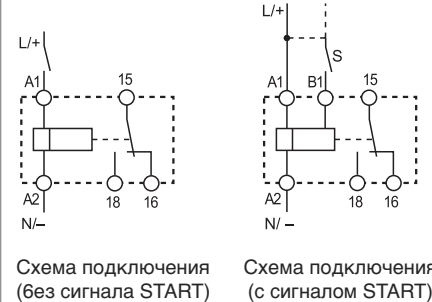 L/+
A1
15
A2
18
16
N/–
Схема подключения
(6ез сигнала START)
L/+
S
A1
B1
15
A2
18
16
N/–
Схема подключения
(с сигналом START)